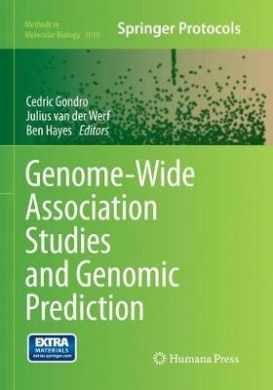 Methods in
Molecular Biology 1019
Springer Protocols
Cedric Gondro
Julius van der Werf
Ben Hayes Editors
Genome-Wide
Association
Studies
and Genomic
Prediction
EXTRA
MATERIALS
extras.springer.com
Humana Press